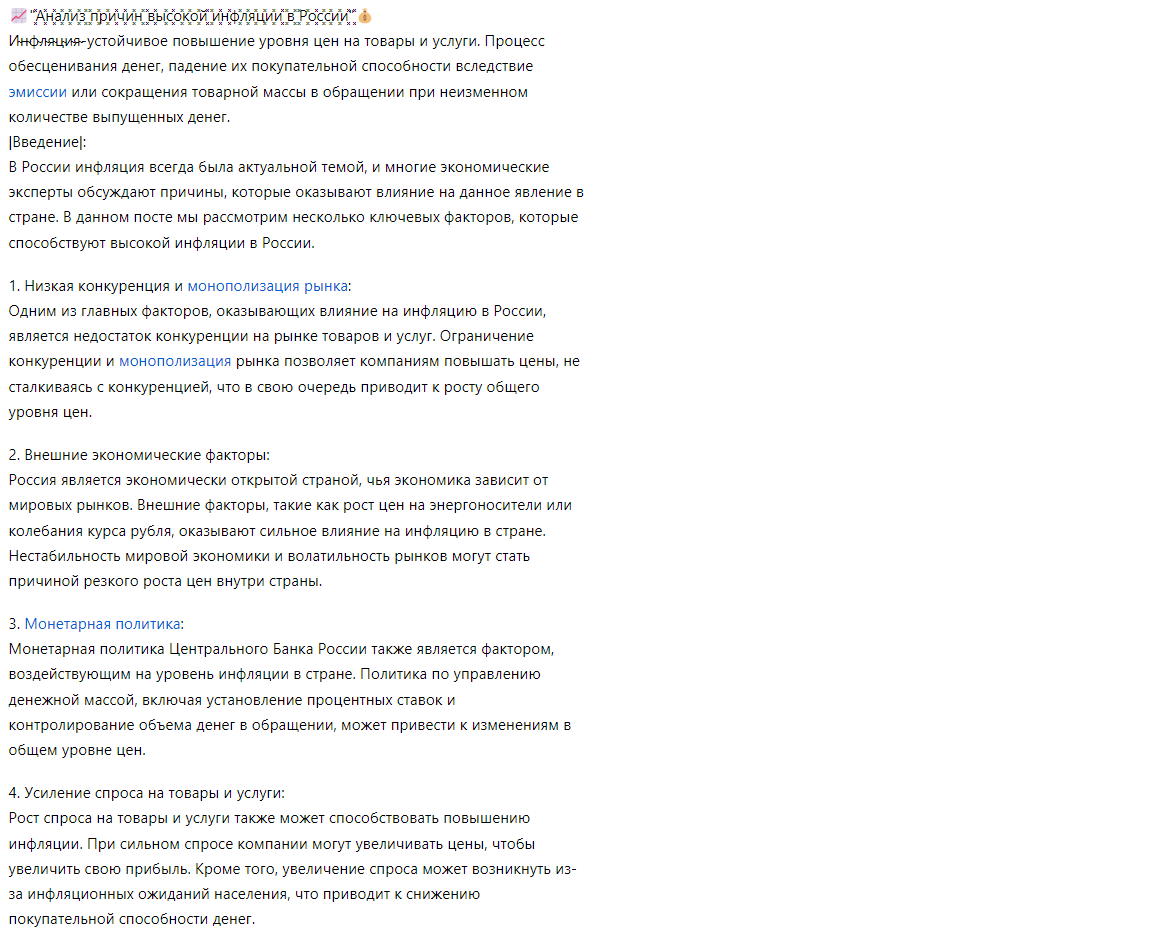 📈"Анализ причин высокой инфляции в России"💰
Инфляция-устойчивое повышение уровня цен на товары и услуги. Процесс
обесценивания денег, падение их покупательной способности вследствие
эмиссии или сокращения товарной массы в обращении при неизменном
количестве выпущенных денег.
|Введение|:
В России инфляция всегда была актуальной темой, и многие экономические
эксперты обсуждают причины, которые оказывают влияние на данное явление в
стране. В данном посте мы рассмотрим несколько ключевых факторов, которые
способствуют высокой инфляции в России.
1. Низкая конкуренция и монополизация рынка:
Одним из главных факторов, оказывающих влияние на инфляцию в России,
является недостаток конкуренции на рынке товаров и услуг. Ограничение
конкуренции и монополизация рынка позволяет компаниям повышать цены, не
сталкиваясь с конкуренцией, что в свою очередь приводит к росту общего
уровня цен.
2. Внешние экономические факторы:
Россия является экономически открытой страной, чья экономика зависит от
мировых рынков. Внешние факторы, такие как рост цен на энергоносители или
колебания курса рубля, оказывают сильное влияние на инфляцию в стране.
Нестабильность мировой экономики и волатильность рынков могут стать
причиной резкого роста цен внутри страны.
3. Монетарная политика:
Монетарная политика Центрального Банка России также является фактором,
воздействующим на уровень инфляции в стране. Политика по управлению
денежной массой, включая установление процентных ставок и
контролирование объема денег в обращении, может привести к изменениям в
общем уровне цен.
4. Усиление спроса на товары и услуги:
Рост спроса на товары и услуги также может способствовать повышению
инфляции. При сильном спросе компании могут увеличивать цены, чтобы
увеличить свою прибыль. Кроме того, увеличение спроса может возникнуть из-
за инфляционных ожиданий населения, что приводит к снижению
покупательной способности денег.